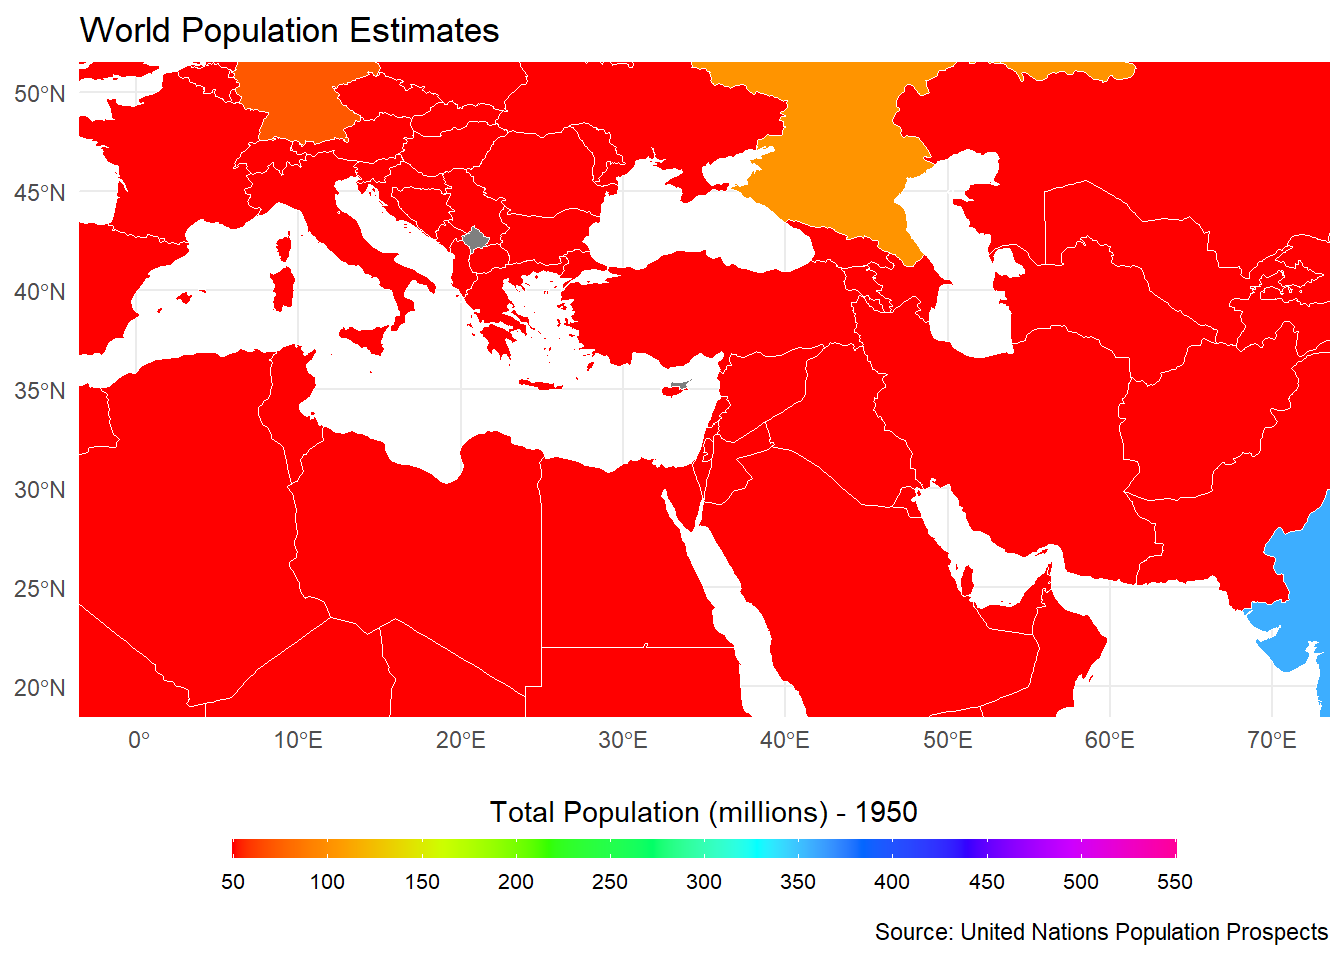 World Population Estimates
50°N
45°N
40°N
35°N
30°N
25°N
20°N
0° 10°E 20°E 30°E 40°E 50°E 60°E 70°E
Total Population (millions) - 1950
50 100 150 200 250 300 350 400 450 500 550
Source: United Nations Population Prospects